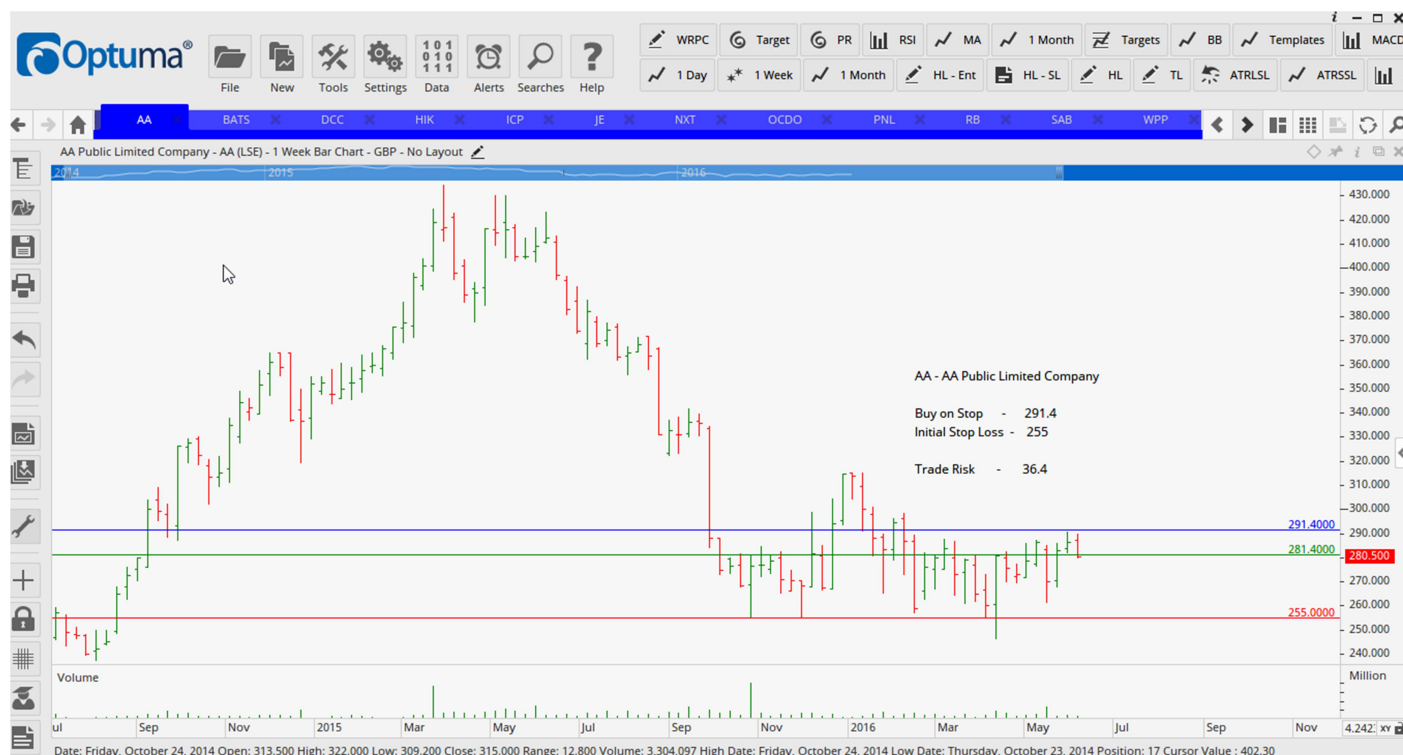 Optuma®
File New Tools Settings Data Alerts Searches Help
WRPC Target PR RSI MA 1 Month Targets BB Templates MACD
1 Day 1 Week 1 Month HL - Ent HL - SL HL TL ATRLSL ATRSSL
AA BATS DCC HIK ICP JE NXT OCDO PNL RB SAB WPP
AA Public Limited Company - AA (LSE) - 1 Week Bar Chart - GBP - No Layout
2014 2015 2016
430.000
420.000
410.000
400.000
390.000
380.000
370.000
360.000
350.000
340.000
330.000
320.000
310.000
300.000
290.000
280.500
270.000
260.000
250.000
240.000
AA - AA Public Limited Company
Buy on Stop - 291.4
Initial Stop Loss - 255
Trade Risk - 36.4
291.4000
281.4000
255.0000
Volume
Million
ul Sep Nov 2015 Mar May Jul Sep Nov 2016 Mar May Jul Sep Nov 4.242 XY
Date: Friday, October 24, 2014 Open: 313.500 High: 322.000 Low: 309.200 Close: 315.000 Range: 12.800 Volume: 3,304,097 High Date: Friday, October 24, 2014 Low Date: Thursday, October 23, 2014 Position: 17 Cursor Value : 402.30